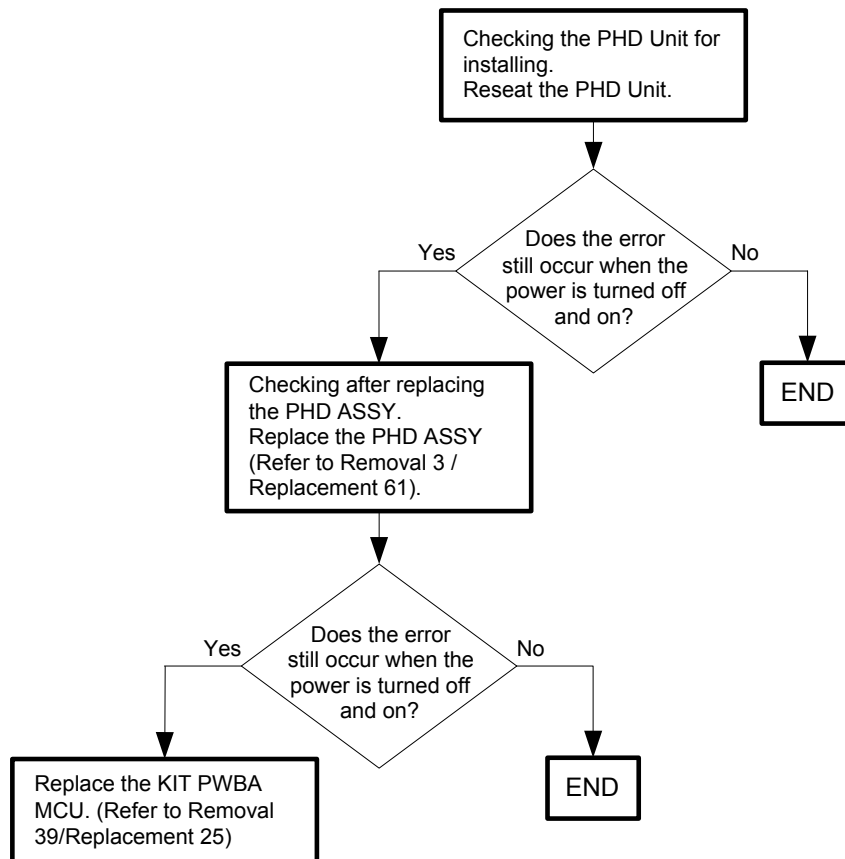 Checking the PHD Unit for
installing.
Reseat the PHD Unit.
Does the error
still occur when the
power is turned off
and on?
Yes
No
END
Checking after replacing
the PHD ASSY.
Replace the PHD ASSY
(Refer to Removal 3 /
Replacement 61).
Does the error
still occur when the
power is turned off
and on?
Yes
No
END
Replace the KIT PWBA
MCU. (Refer to Removal
39/Replacement 25)